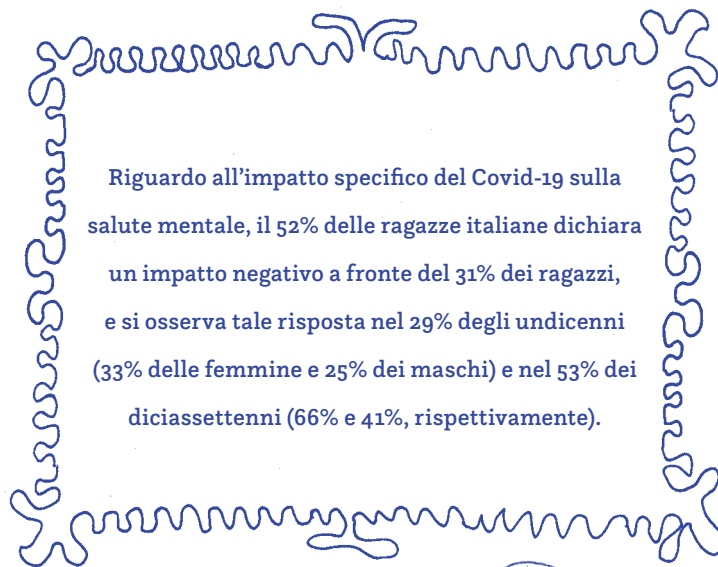 Riguardo all’impatto specifico del Covid-19 sulla
salute mentale, il 52% delle ragazze italiane dichiara
un impatto negativo a fronte del 31% dei ragazzi,
e si osserva tale risposta nel 29% degli undicenni
(33% delle femmine e 25% dei maschi) e nel 53% dei
diciassettenni (66% e 41%, rispettivamente).